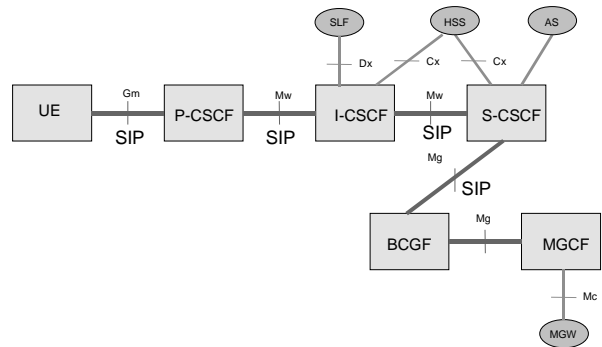 SLF
HSS
AS
Dx
Cx
Cx
UE
Gm
SIP
P-CSCF
Mw
SIP
I-CSCF
Mw
SIP
S-CSCF
Mg
SIP
BCGF
Mg
MGCF
Mc
MGW